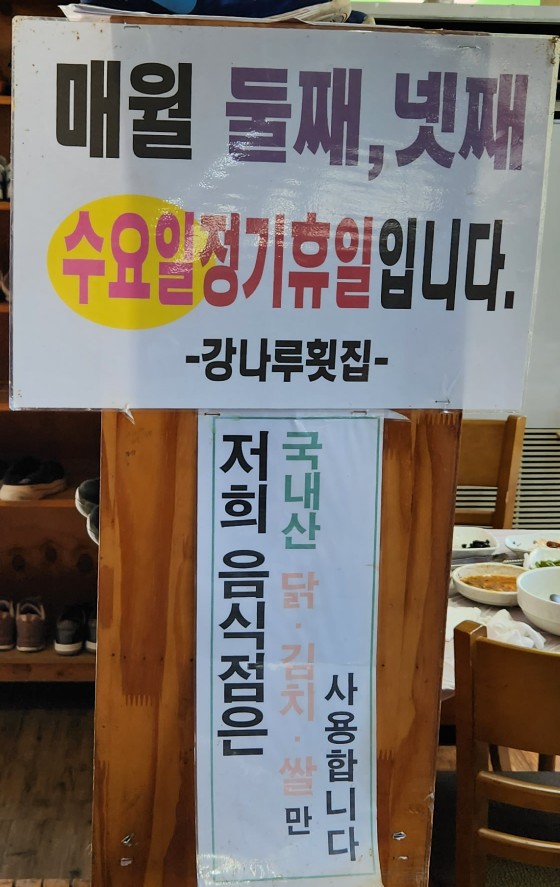 매월 둘째,넷째
수요일정기휴일입니다.
-강나루횟집-
저희 음식점은
국내산 닭·김치·쌀만
사용합니다